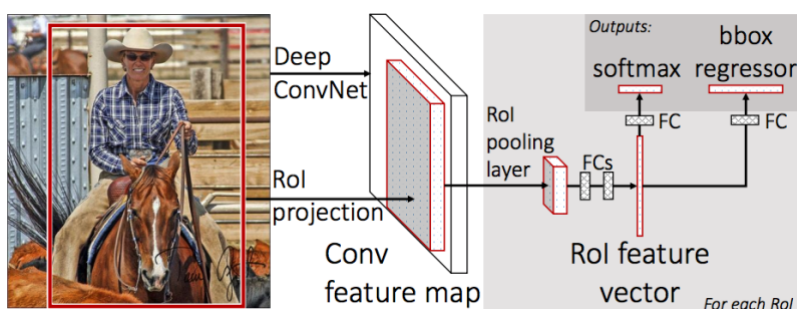 Deep
ConvNet
RoI
projection
Conv
feature map
RoI
pooling
layer
FCs
RoI feature
vector
For each RoI
Outputs:
softmax
bbox
regressor
FC
FC